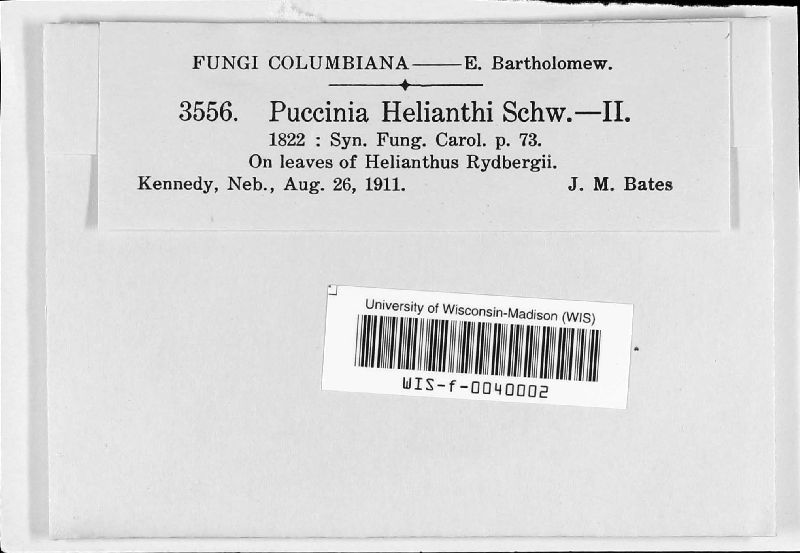 FUNGI COLUMBIANA——E. Bartholomew.
3556. Puccinia Helianthi Schw.—II.
1822 : Syn. Fung. Carol. p. 73.
On leaves of Helianthus Rydbergii.
Kennedy, Neb., Aug. 26, 1911. J. M. Bates
University of Wisconsin-Madison (WIS)
WIS-f-0040002